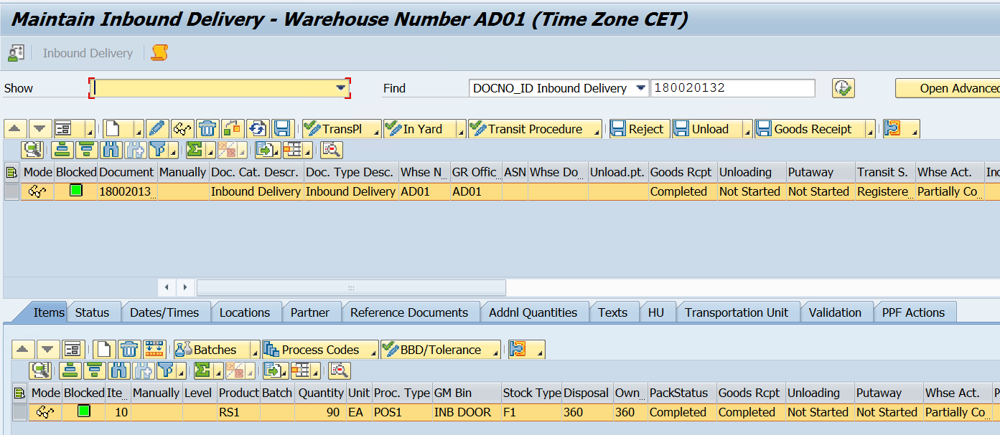 Maintain Inbound Delivery - Warehouse Number AD01 (Time Zone CET)
Inbound Delivery
Show Find DOCNO_ID Inbound Delivery 180020132 Open Advanced
TransPl In Yard Transit Procedure Reject Unload Goods Receipt
Mode Blocked Document Manually Doc. Cat. Descr. Doc. Type Desc. Whse N... GR Offic... ASN Whse Do... Unload.pt. Goods Rcpt Unloading Putaway Transit S. Whse Act. Inc
18002013... Inbound Delivery Inbound Delivery AD01 AD01 Completed Not Started Not Started Registere... Partially Co...
Items Status Dates/Times Locations Partner Reference Documents Addnl Quantities Texts HU Transportation Unit Validation PPF Actions
Batches Process Codes BBD/Tolerance
Mode Blocked Ite... Manually Level Product Batch Quantity Unit Proc. Type GM Bin Stock Type Disposal Own... PackStatus Goods Rcpt Unloading Putaway Whse Act. P
10 RS1 90 EA POS1 INB DOOR F1 360 360 Completed Completed Not Started Not Started Partially Co...